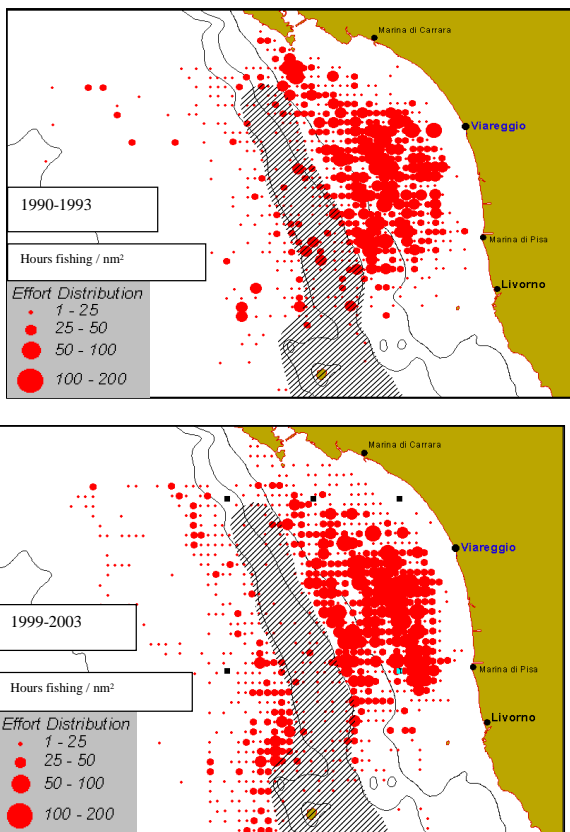 Marina di Carrara
Viareggio
1990-1993
Marina di Pisa
Hours fishing / nm²
Livorno
Effort Distribution
1 - 25
25 - 50
50 - 100
100 - 200
Marina di Carrara
Viareggio
1999-2003
Marina di Pisa
Hours fishing / nm²
Livorno
Effort Distribution
1 - 25
25 - 50
50 - 100
100 - 200